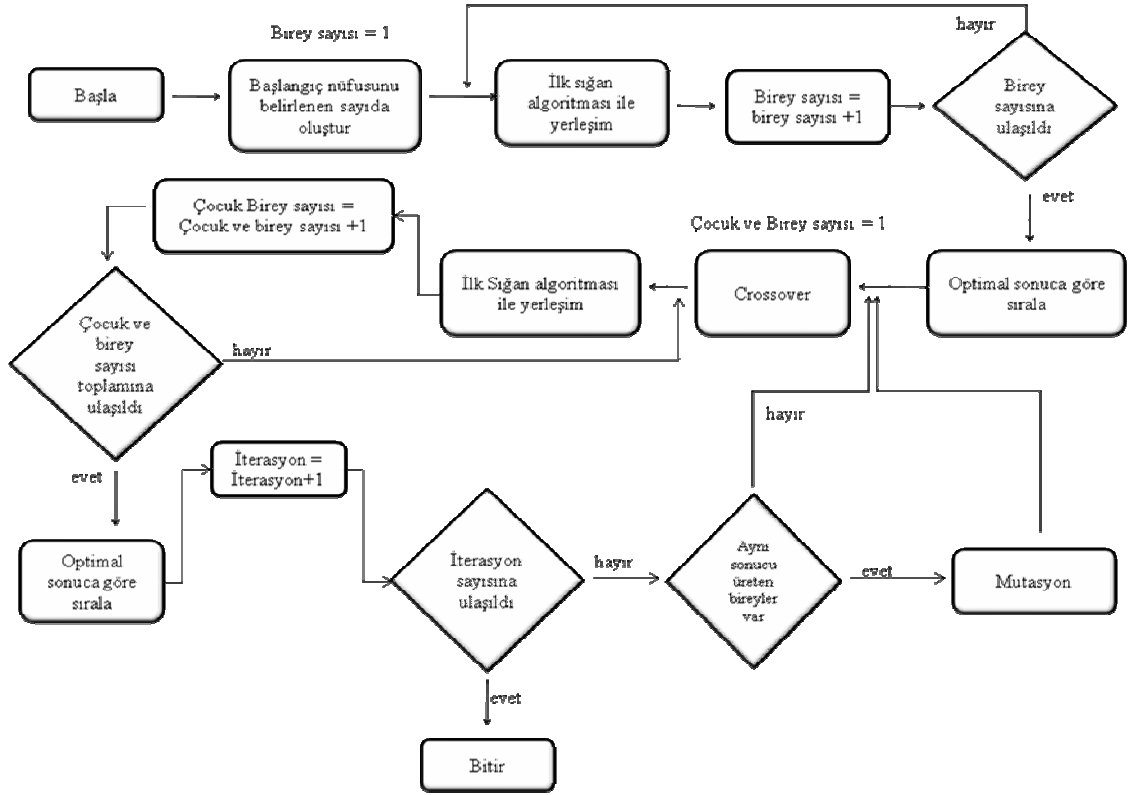 Birey sayısı = 1
hayır
Başla
Başlangıç nüfusunu
belirlenen sayıda
oluştur
İlk sığan
algoritması ile
yerleşim
Birey sayısı =
birey sayısı +1
Birey
sayısına
ulaşıldı
evet
Çocuk Birey sayısı =
Çocuk ve birey sayısı +1
Çocuk ve Birey sayısı = 1
İlk Sığan algoritması
ile yerleşim
Crossover
Optimal sonuca göre
sırala
Çocuk ve
birey
sayısı
toplamına
ulaşıldı
hayır
hayır
evet
İterasyon =
İterasyon+1
Optimal
sonuca göre
sırala
İterasyon
sayısına
ulaşıldı
hayır
Aynı
sonucu
üreten
bireyler
var
evet
Mutasyon
evet
Bitir